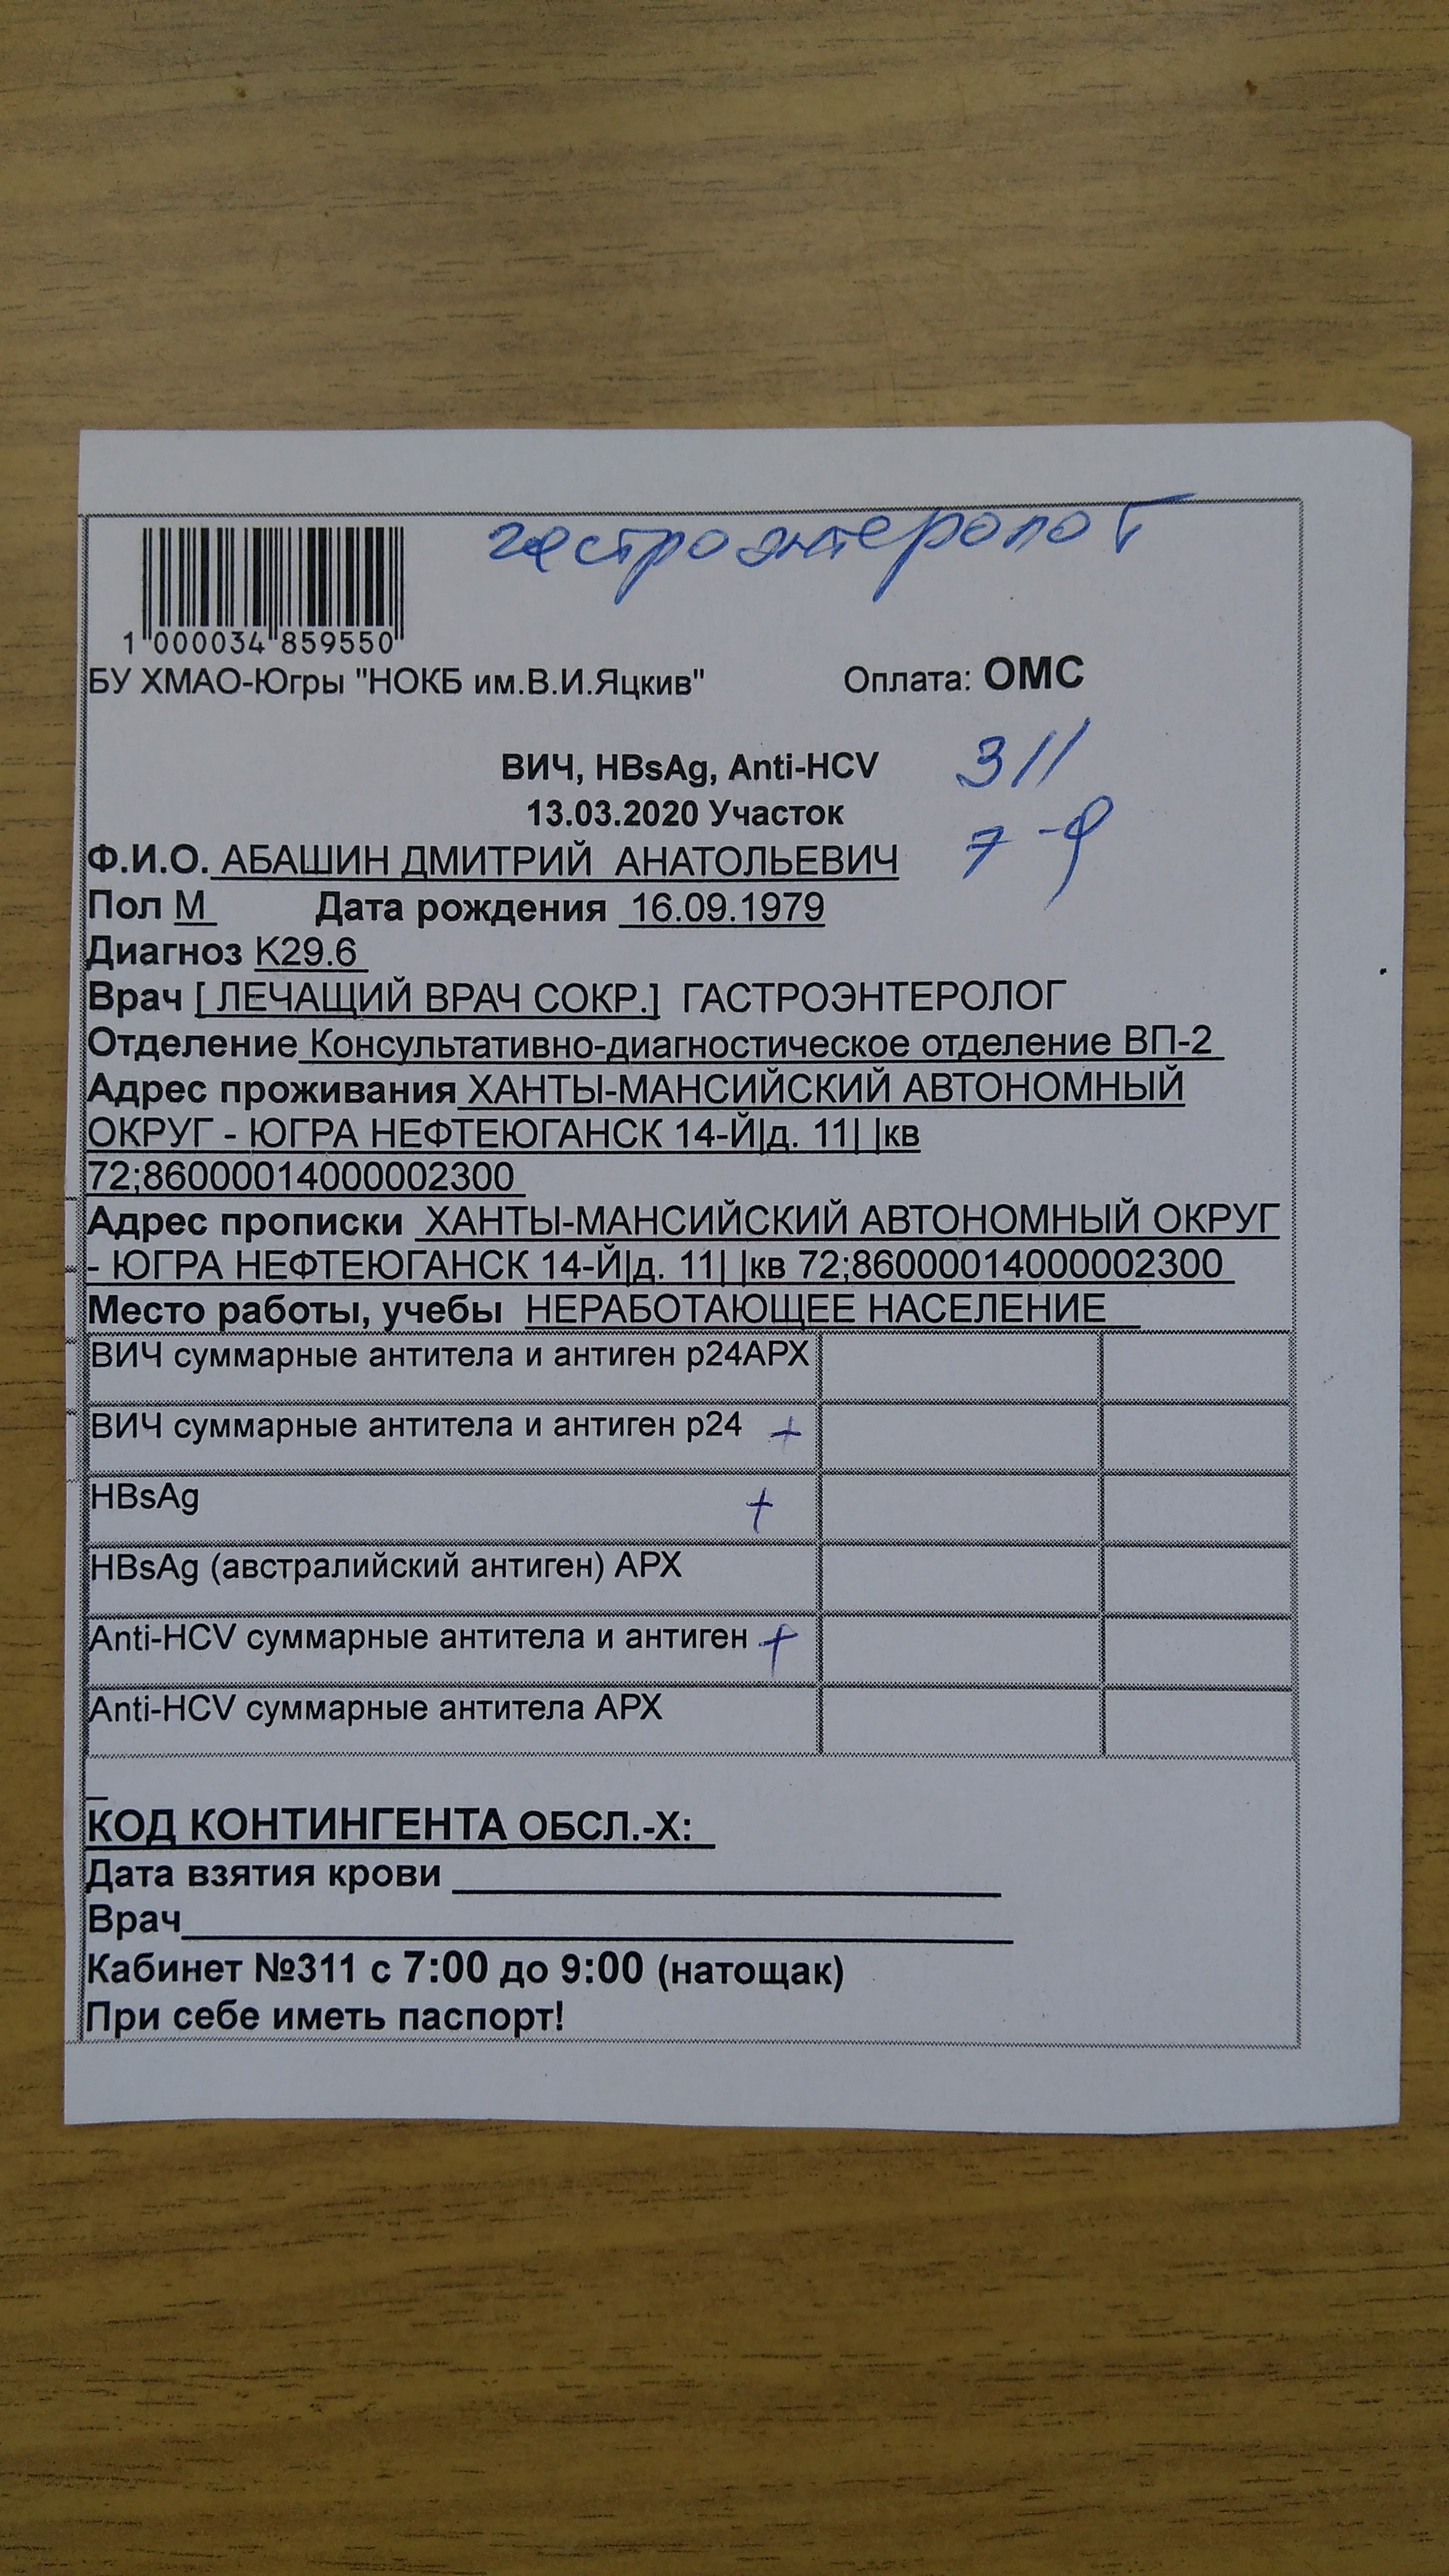 гастроэнтеролог
1 000034 859550
БУ ХМАО-Югры "НОКБ им.В.И.Яцкив" Оплата: ОМС
ВИЧ, HBsAg, Anti-HCV 311
13.03.2020 Участок
7-9
Ф.И.О. АБАШИН ДМИТРИЙ АНАТОЛЬЕВИЧ
Пол М Дата рождения 16.09.1979
Диагноз K29.6
Врач [ ЛЕЧАЩИЙ ВРАЧ СОКР.] ГАСТРОЭНТЕРОЛОГ
Отделение Консультативно-диагностическое отделение ВП-2
Адрес проживания ХАНТЫ-МАНСИЙСКИЙ АВТОНОМНЫЙ
ОКРУГ - ЮГРА НЕФТЕЮГАНСК 14-Й|д. 11| |кв
72;86000014000002300
Адрес прописки ХАНТЫ-МАНСИЙСКИЙ АВТОНОМНЫЙ ОКРУГ
- ЮГРА НЕФТЕЮГАНСК 14-Й|д. 11| |кв 72;86000014000002300
Место работы, учебы НЕРАБОТАЮЩЕЕ НАСЕЛЕНИЕ
ВИЧ суммарные антитела и антиген p24АРХ
ВИЧ суммарные антитела и антиген p24 +
HBsAg +
HBsAg (австралийский антиген) АРХ
Anti-HCV суммарные антитела и антиген +
Anti-HCV суммарные антитела АРХ
КОД КОНТИНГЕНТА ОБСЛ.-Х:
Дата взятия крови
Врач
Кабинет №311 с 7:00 до 9:00 (натощак)
При себе иметь паспорт!